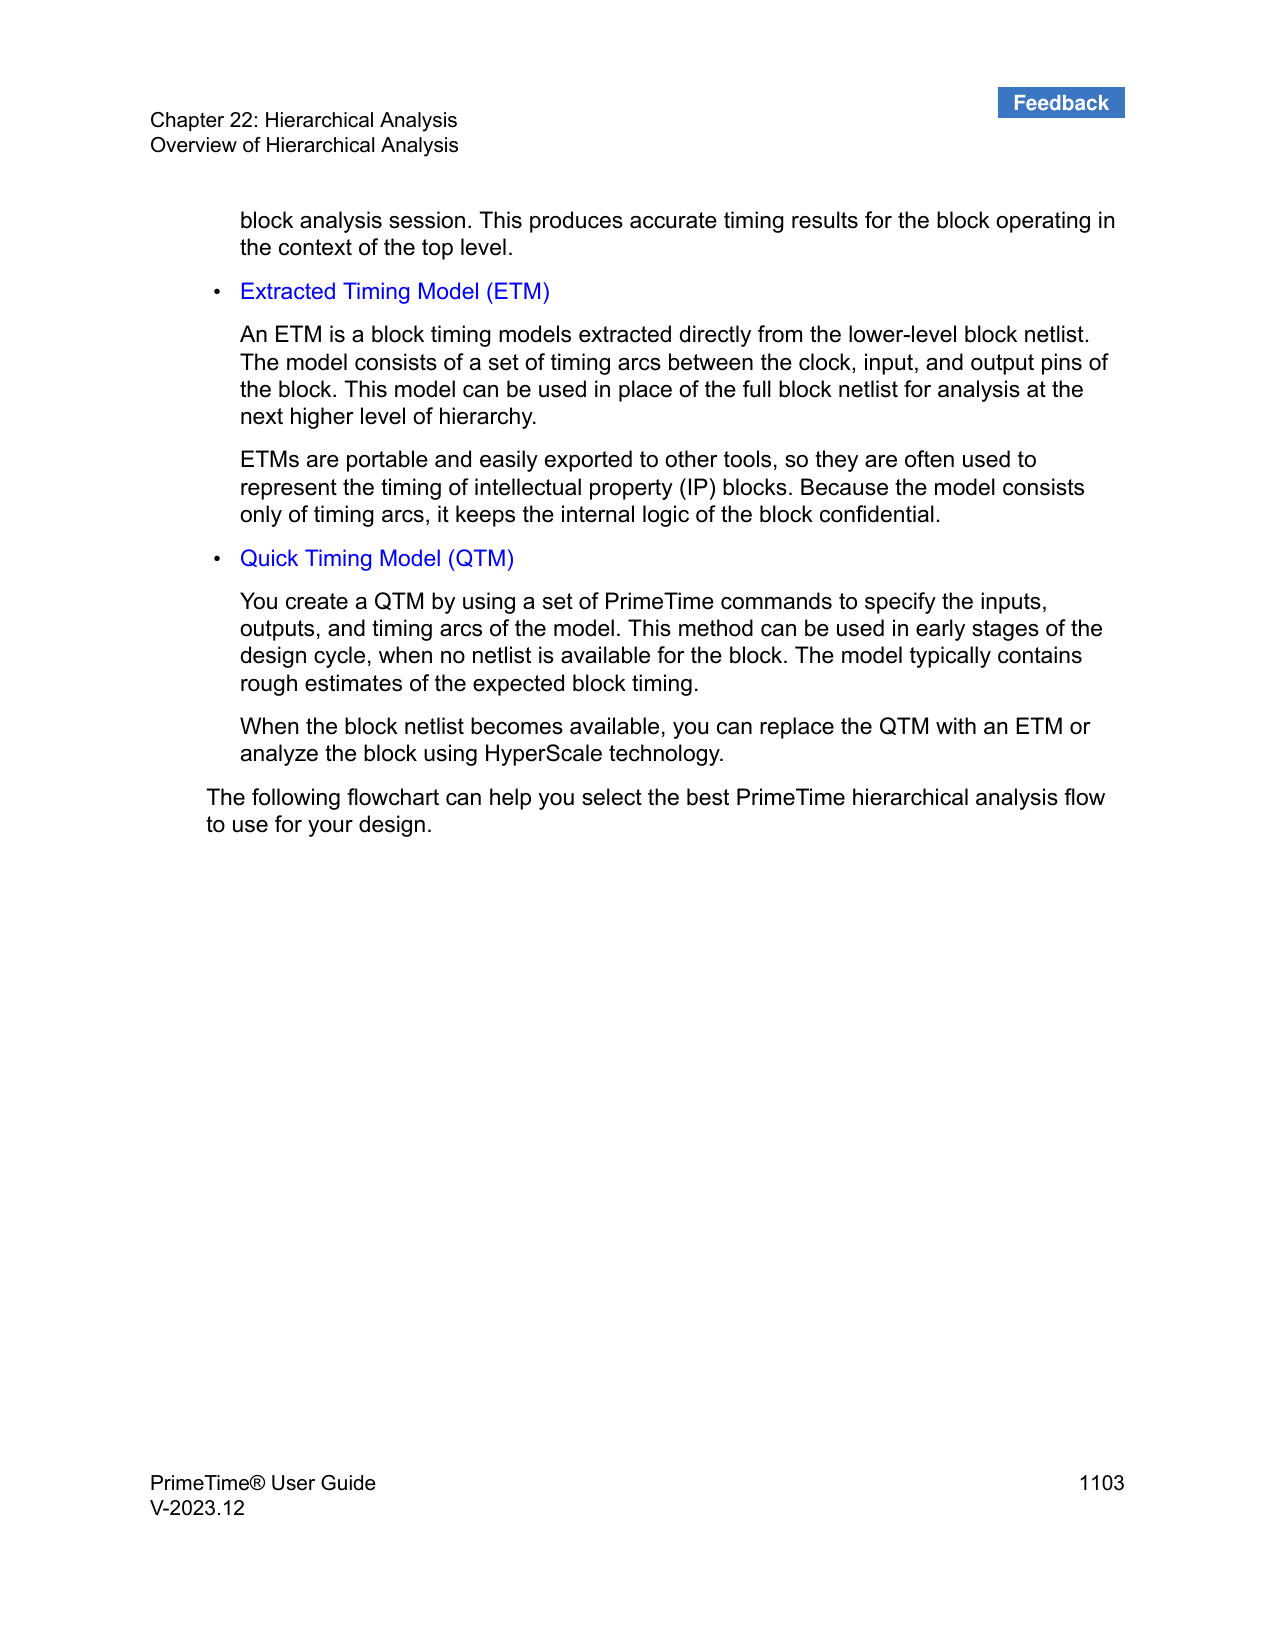 Feedback
Chapter 22: Hierarchical Analysis
Overview of Hierarchical Analysis
block analysis session. This produces accurate timing results for the block operating in
the context of the top level.
• Extracted Timing Model (ETM)
An ETM is a block timing models extracted directly from the lower-level block netlist.
The model consists of a set of timing arcs between the clock, input, and output pins of
the block. This model can be used in place of the full block netlist for analysis at the
next higher level of hierarchy.
ETMs are portable and easily exported to other tools, so they are often used to
represent the timing of intellectual property (IP) blocks. Because the model consists
only of timing arcs, it keeps the internal logic of the block confidential.
• Quick Timing Model (QTM)
You create a QTM by using a set of PrimeTime commands to specify the inputs,
outputs, and timing arcs of the model. This method can be used in early stages of the
design cycle, when no netlist is available for the block. The model typically contains
rough estimates of the expected block timing.
When the block netlist becomes available, you can replace the QTM with an ETM or
analyze the block using HyperScale technology.
The following flowchart can help you select the best PrimeTime hierarchical analysis flow
to use for your design.
PrimeTime® User Guide 1103
V-2023.12